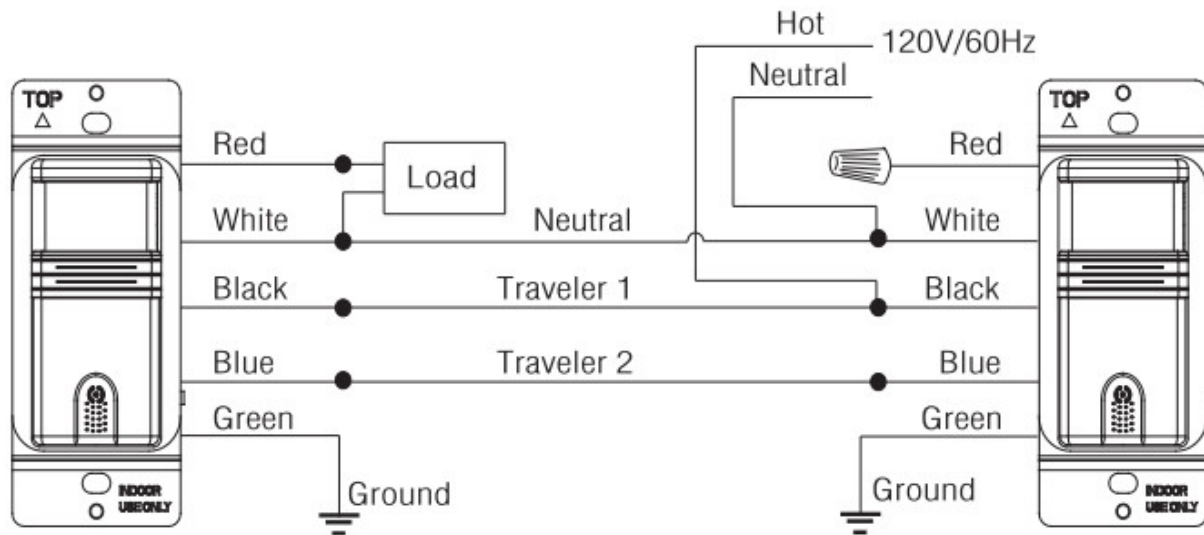 Hot
120V/60Hz
Neutral
TOP
TOP
Red
Load
Red
White
Neutral
White
Black
Traveler 1
Black
Blue
Traveler 2
Blue
Green
Green
Ground
Ground
INDOOR
USE ONLY
INDOOR
USE ONLY